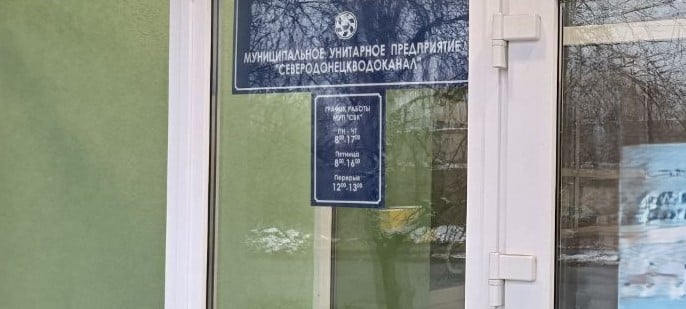 МУНИЦИПАЛЬНОЕ УНИТАРНОЕ ПРЕДПРИЯТИЕ
"СЕВЕРОДОНЕЦКВОДОКАНАЛ"
ГРАФИК РАБОТЫ
МУП "СВК"
ПН - ЧТ
8⁰⁰-17⁰⁰
Пятница
8⁰⁰-16⁰⁰
Перерыв
12⁰⁰-13⁰⁰